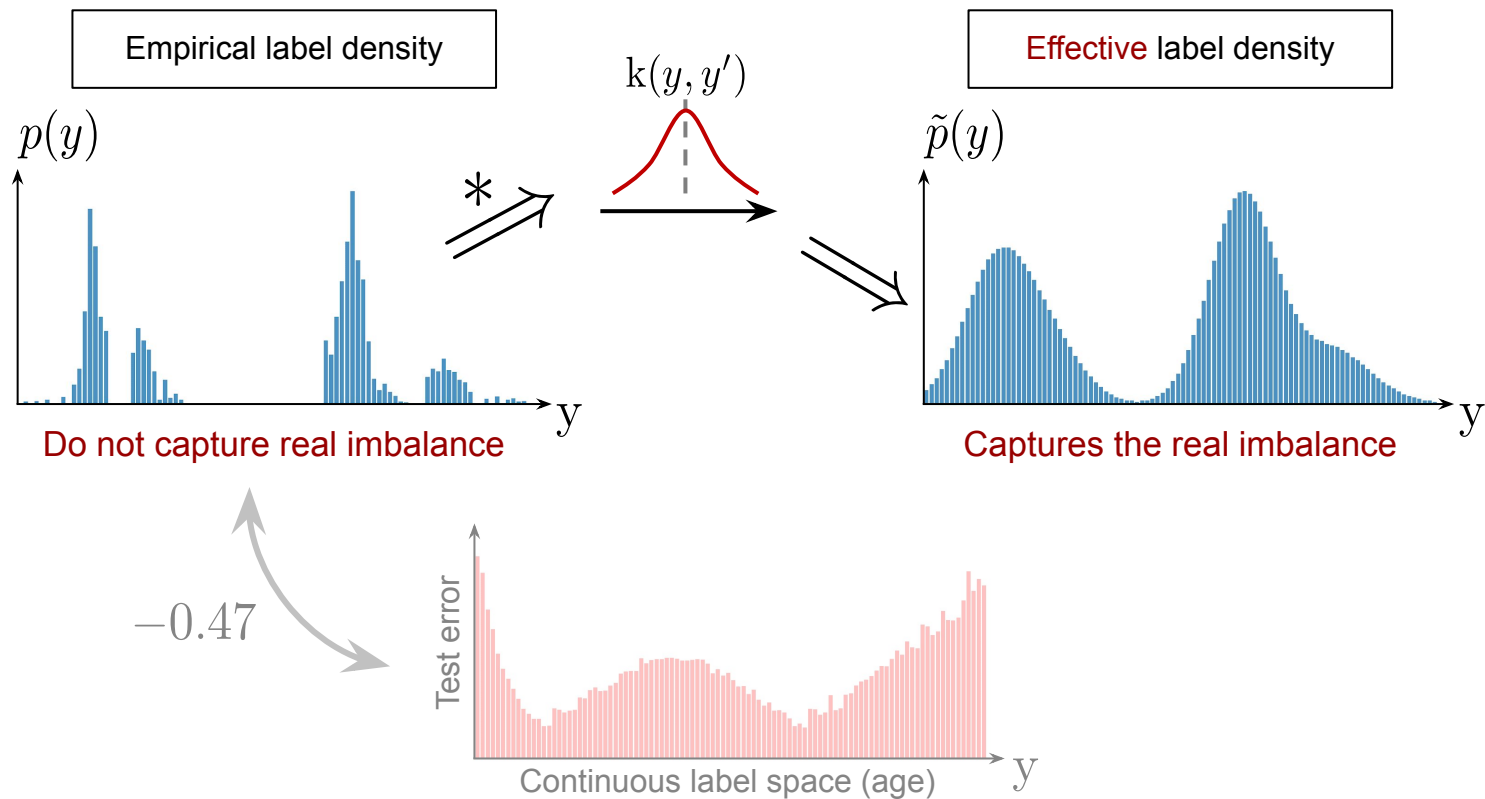 Empirical label density
Effective label density
k(y, y′)
p(y)
p̃(y)
*
y
y
Do not capture real imbalance
Captures the real imbalance
−0.47
Test error
y
Continuous label space (age)